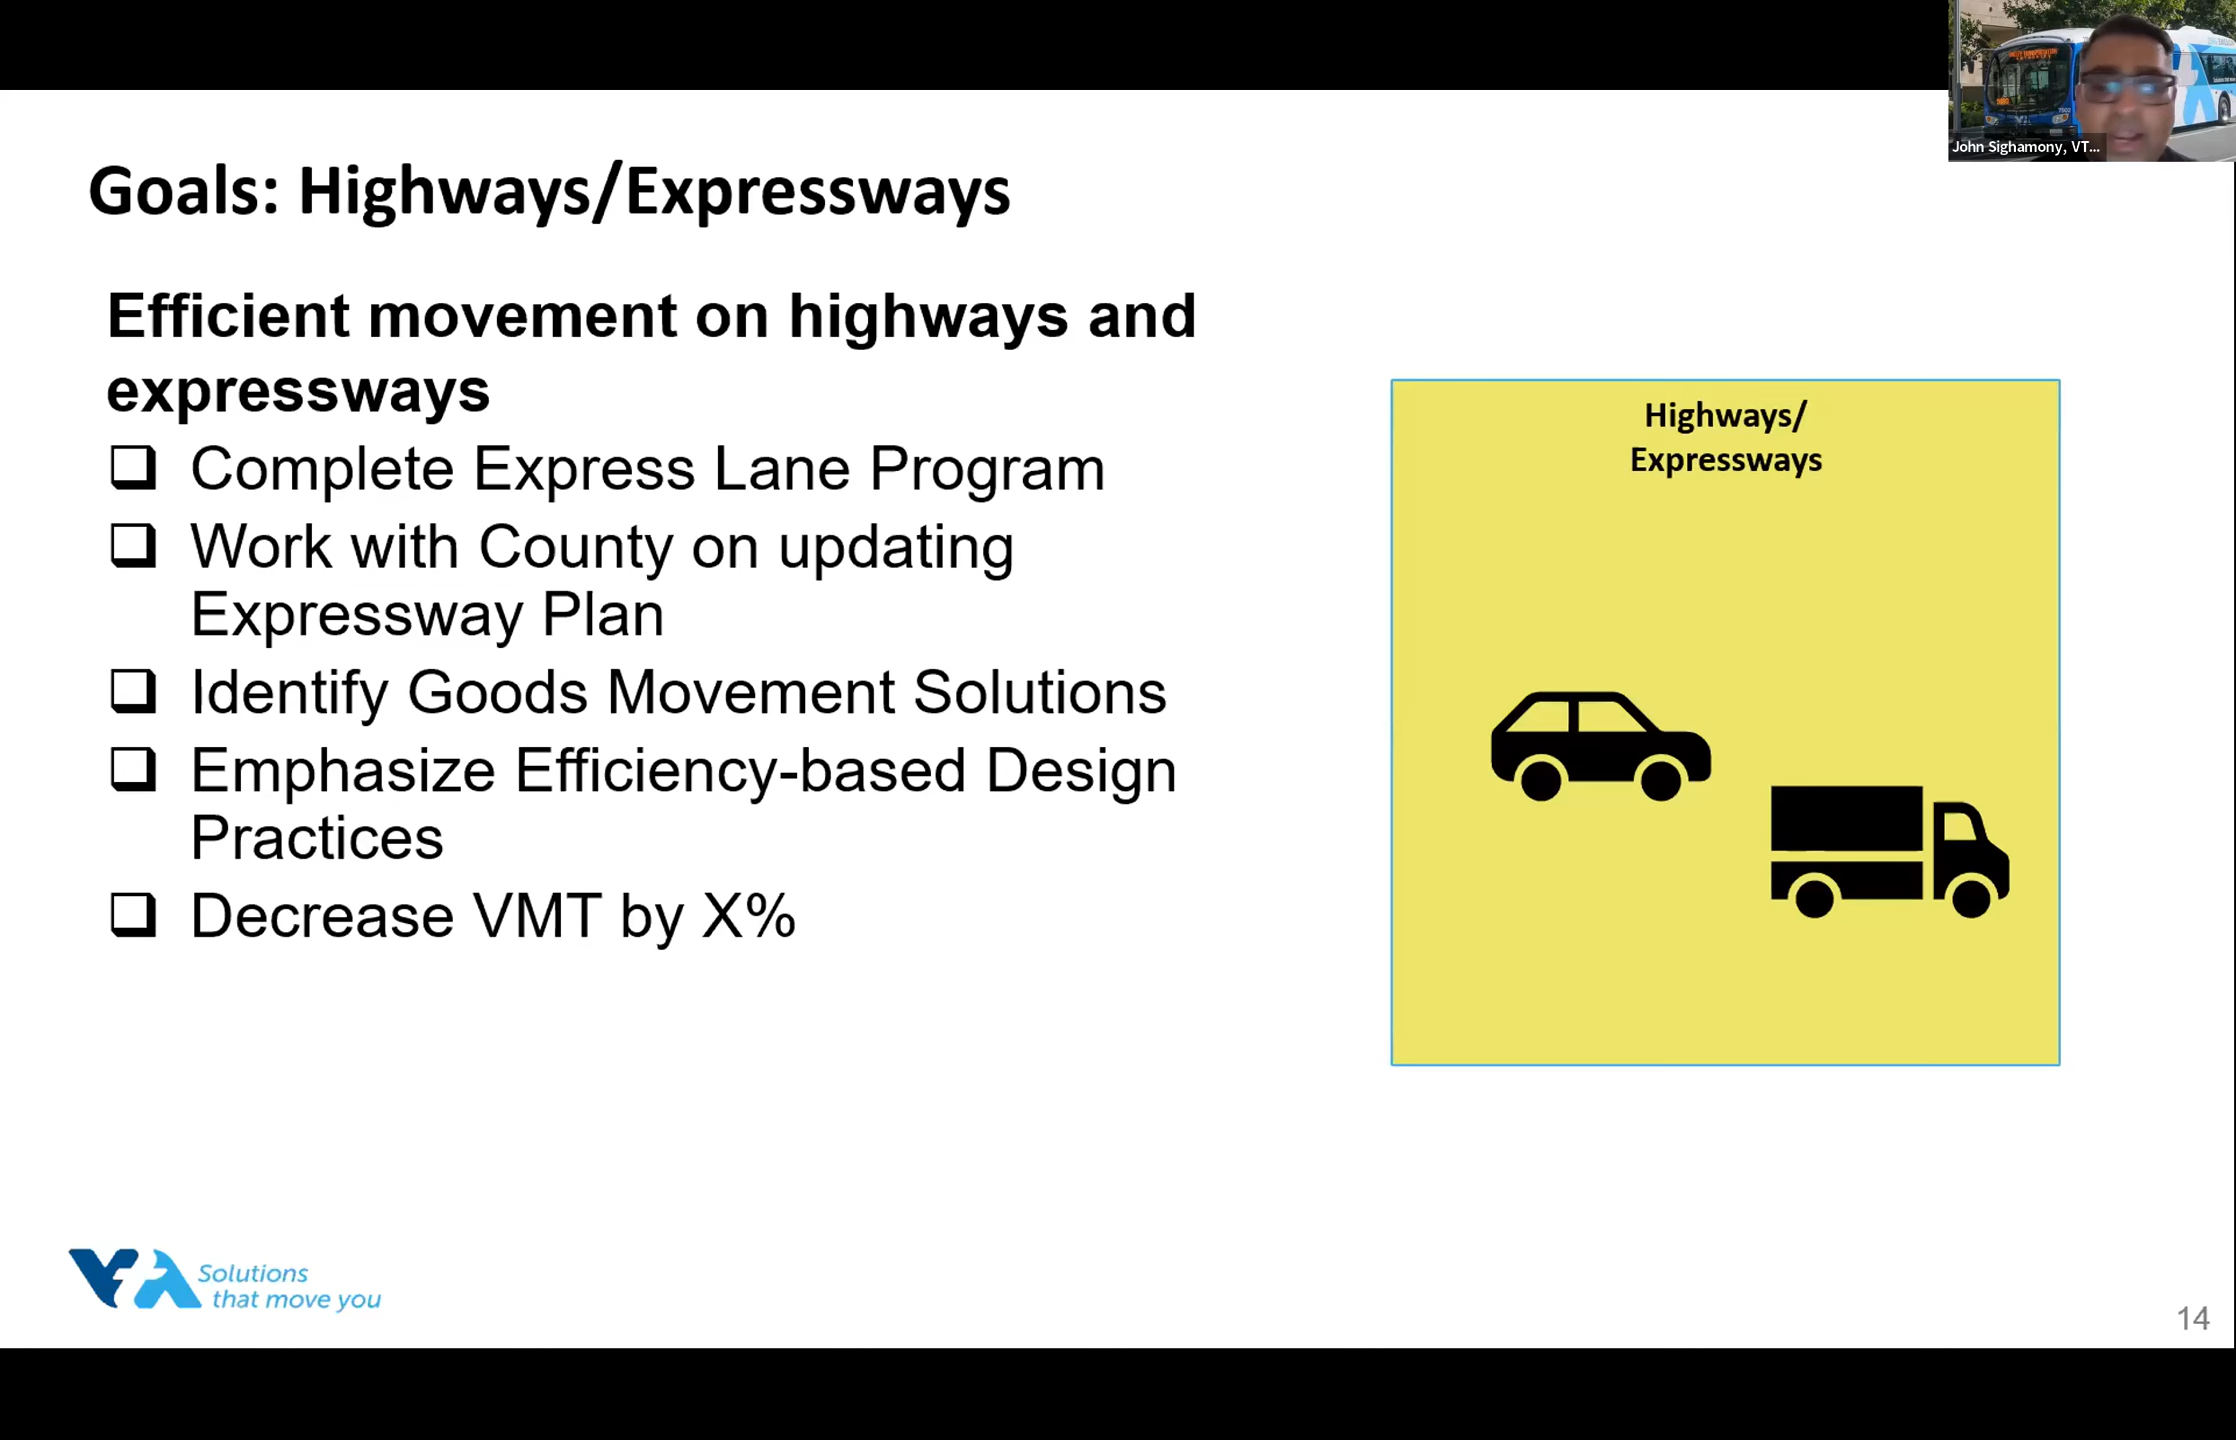 John Sighamony, VT...
Goals: Highways/Expressways
Efficient movement on highways and
expressways
Complete Express Lane Program
Work with County on updating
Expressway Plan
Identify Goods Movement Solutions
Emphasize Efficiency-based Design
Practices
Decrease VMT by X%
Highways/
Expressways
VTA
Solutions
that move you
14